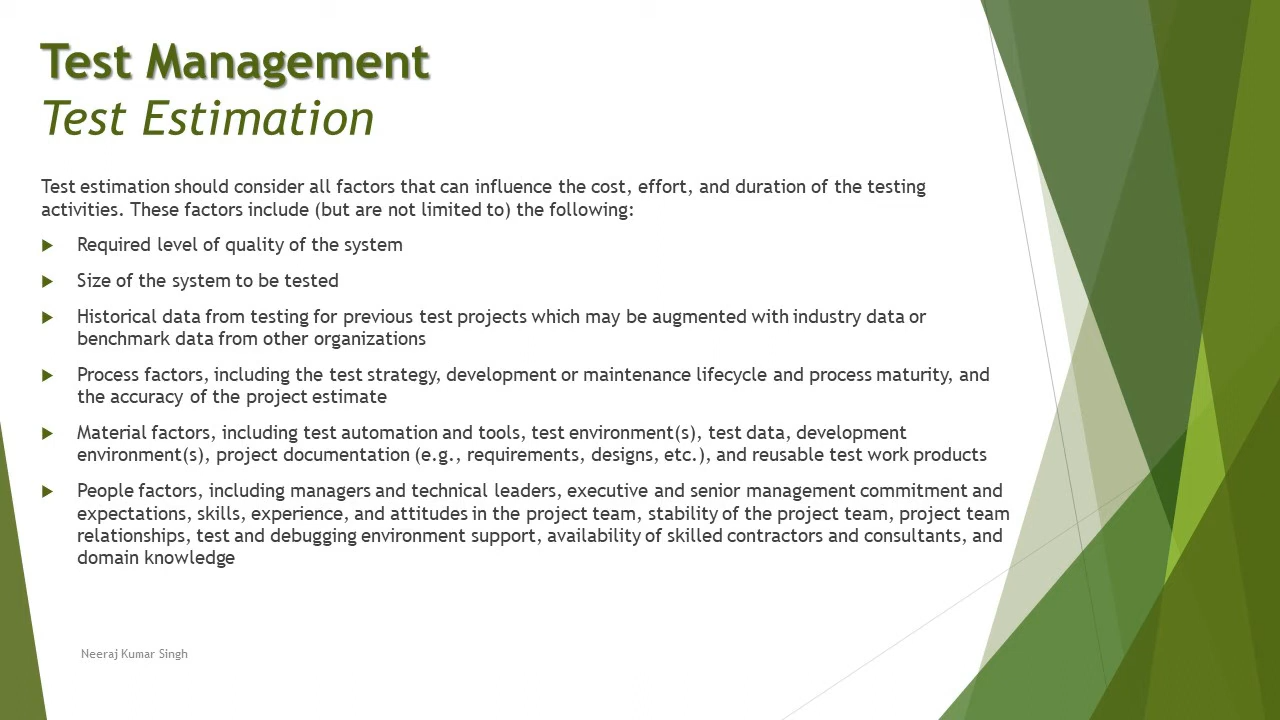 Test Management
Test Estimation
Test estimation should consider all factors that can influence the cost, effort, and duration of the testing
activities. These factors include (but are not limited to) the following:
Required level of quality of the system
Size of the system to be tested
Historical data from testing for previous test projects which may be augmented with industry data or
benchmark data from other organizations
Process factors, including the test strategy, development or maintenance lifecycle and process maturity, and
the accuracy of the project estimate
Material factors, including test automation and tools, test environment(s), test data, development
environment(s), project documentation (e.g., requirements, designs, etc.), and reusable test work products
People factors, including managers and technical leaders, executive and senior management commitment and
expectations, skills, experience, and attitudes in the project team, stability of the project team, project team
relationships, test and debugging environment support, availability of skilled contractors and consultants, and
domain knowledge
Neeraj Kumar Singh